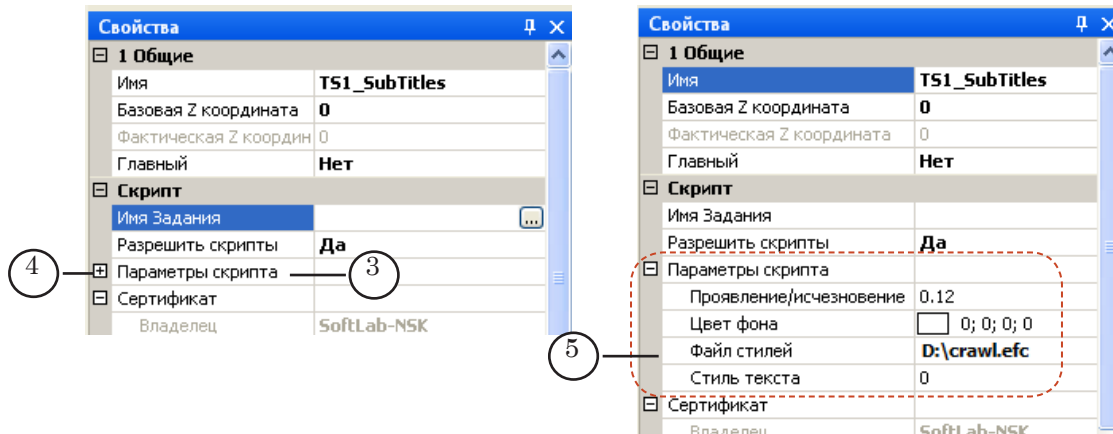 Свойства
1 Общие
Имя TS1_SubTitles
Базовая Z координата 0
Фактическая Z координ 0
Главный Нет
Скрипт
Имя Задания ...
Разрешить скрипты Да
4 Параметры скрипта 3
Сертификат
Владелец SoftLab-NSK
Свойства
1 Общие
Имя TS1_SubTitles
Базовая Z координата 0
Фактическая Z координата 0
Главный Нет
Скрипт
Имя Задания
Разрешить скрипты Да
Параметры скрипта
Проявление/исчезновение 0.12
Цвет фона 0; 0; 0; 0
5 Файл стилей D:\crawl.efc
Стиль текста 0
Сертификат
Владелец SoftLab-NSK